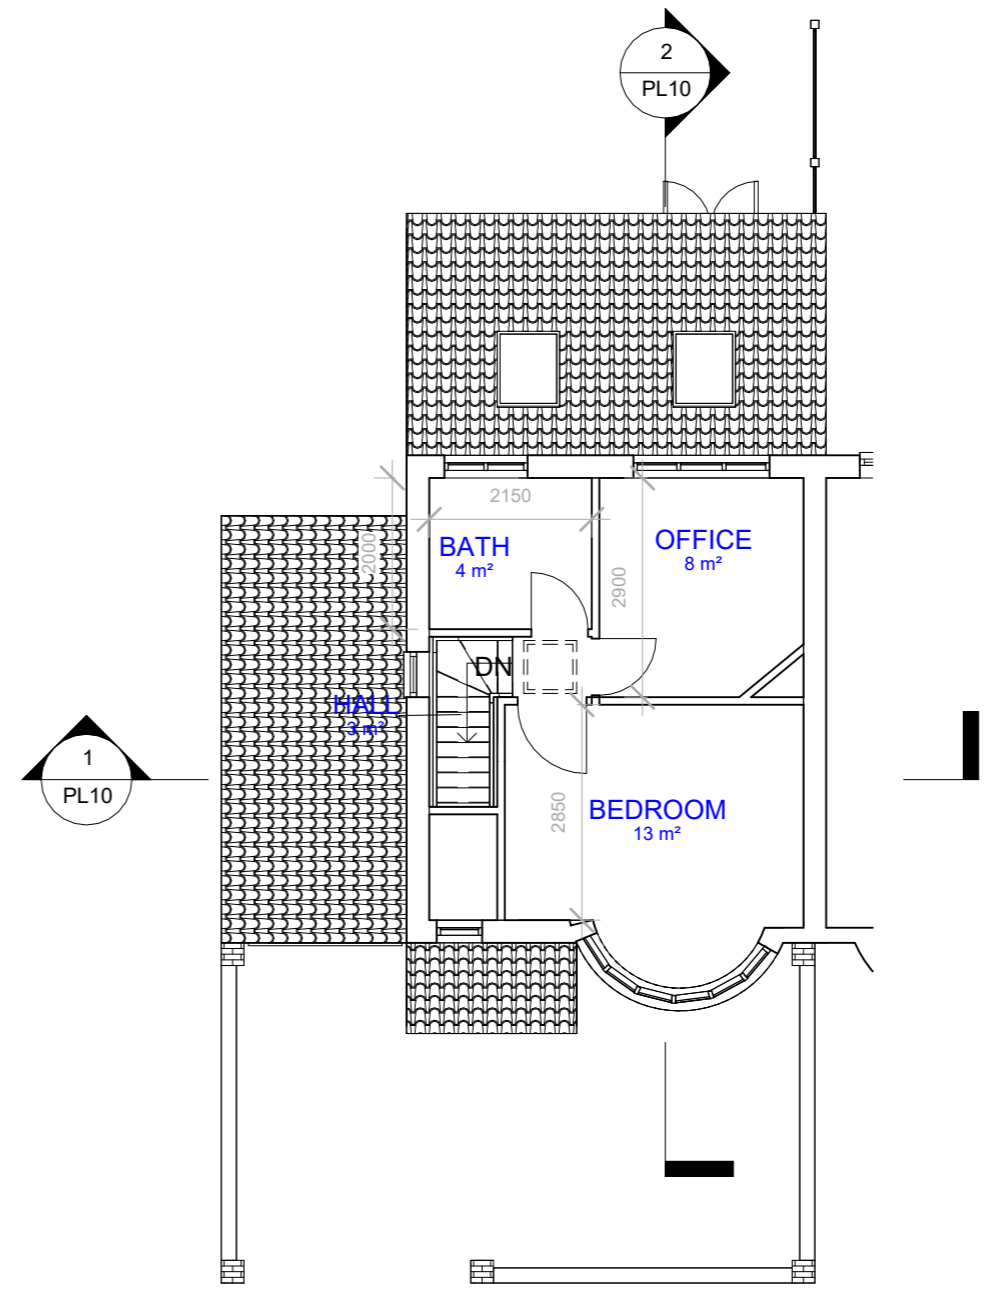 2
PL10
2150
BATH
4 m²
OFFICE
8 m²
2000
2900
DN
HALL
3 m²
1
PL10
2850
BEDROOM
13 m²